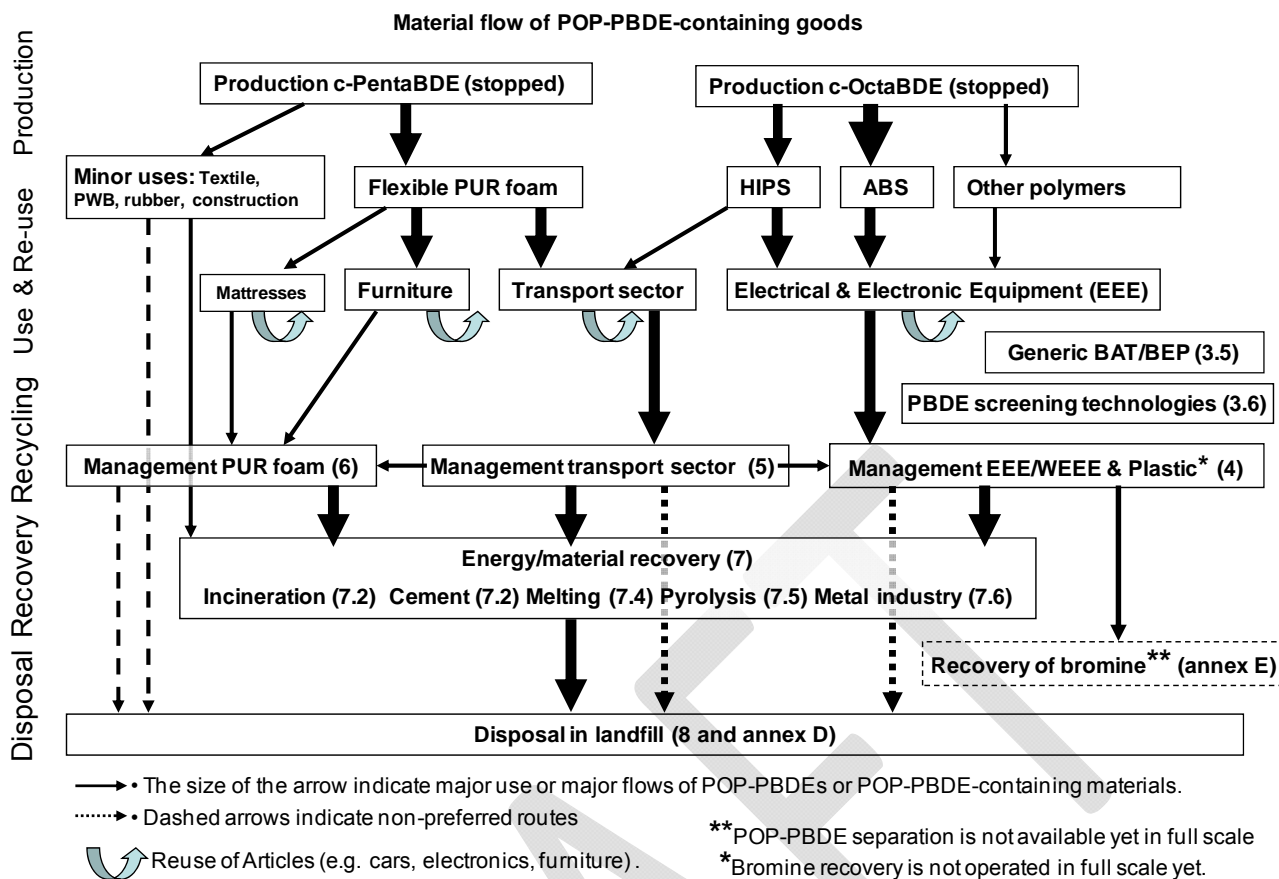 Material flow of POP-PBDE-containing goods
Disposal Recovery Recycling Use & Re-use Production
Production c-PentaBDE (stopped)
Production c-OctaBDE (stopped)
Minor uses: Textile,
PWB, rubber, construction
Flexible PUR foam
HIPS
ABS
Other polymers
Mattresses
Furniture
Transport sector
Electrical & Electronic Equipment (EEE)
Generic BAT/BEP (3.5)
PBDE screening technologies (3.6)
Management PUR foam (6)
Management transport sector (5)
Management EEE/WEEE & Plastic* (4)
Energy/material recovery (7)
Incineration (7.2) Cement (7.2) Melting (7.4) Pyrolysis (7.5) Metal industry (7.6)
Recovery of bromine** (annex E)
Disposal in landfill (8 and annex D)
• The size of the arrow indicate major use or major flows of POP-PBDEs or POP-PBDE-containing materials.
• Dashed arrows indicate non-preferred routes
Reuse of Articles (e.g. cars, electronics, furniture) .
**POP-PBDE separation is not available yet in full scale
*Bromine recovery is not operated in full scale yet.